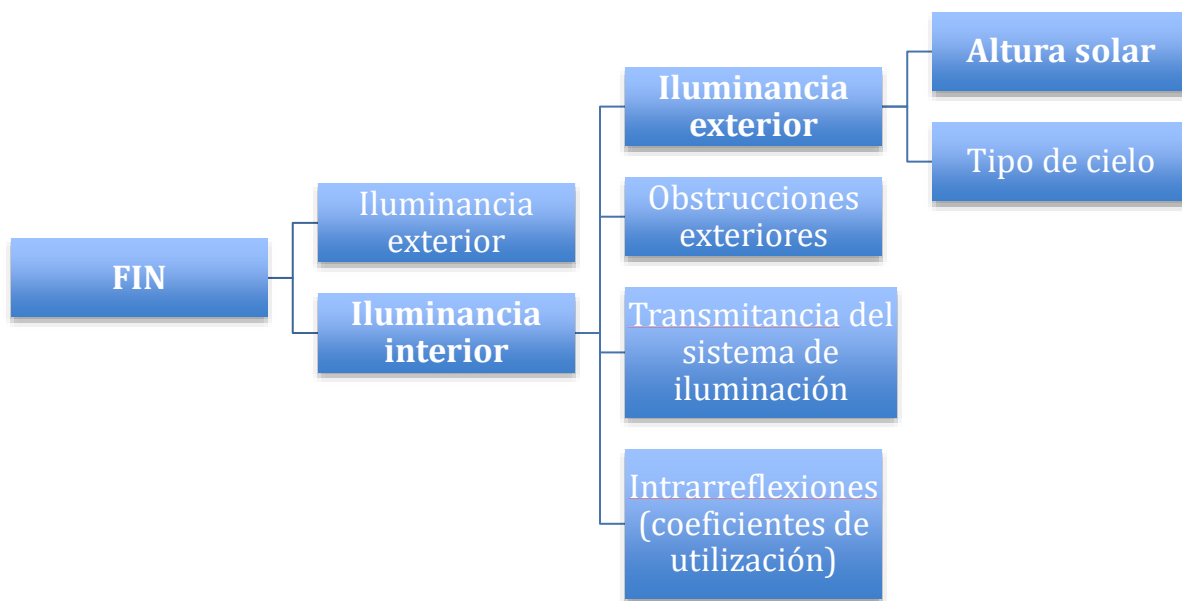 FIN
Iluminancia
exterior
Iluminancia
interior
Iluminancia
exterior
Obstrucciones
exteriores
Transmitancia del
sistema de
iluminación
Intrarreflexiones
(coeficientes de
utilización)
Altura solar
Tipo de cielo